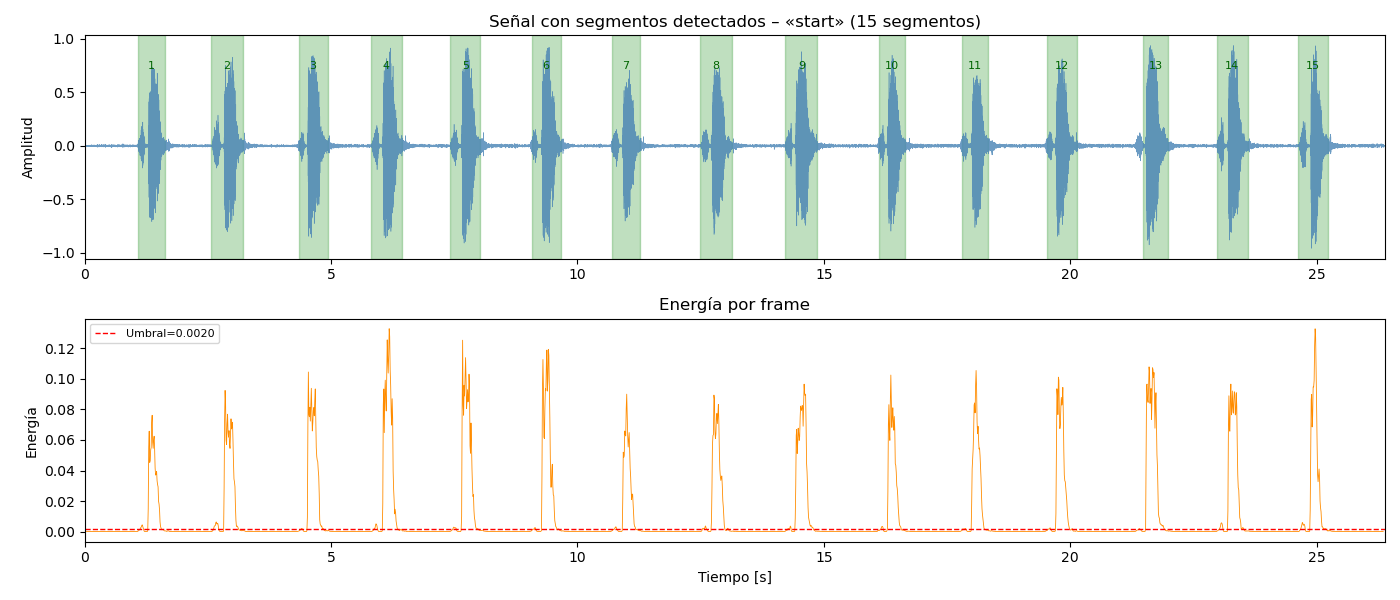 Señal con segmentos detectados – «start» (15 segmentos)
Amplitud
1.0
0.5
0.0
−0.5
−1.0
1 2 3 4 5 6 7 8 9 10 11 12 13 14 15
0 5 10 15 20 25
Energía por frame
Umbral=0.0020
Energía
0.12
0.10
0.08
0.06
0.04
0.02
0.00
0 5 10 15 20 25
Tiempo [s]